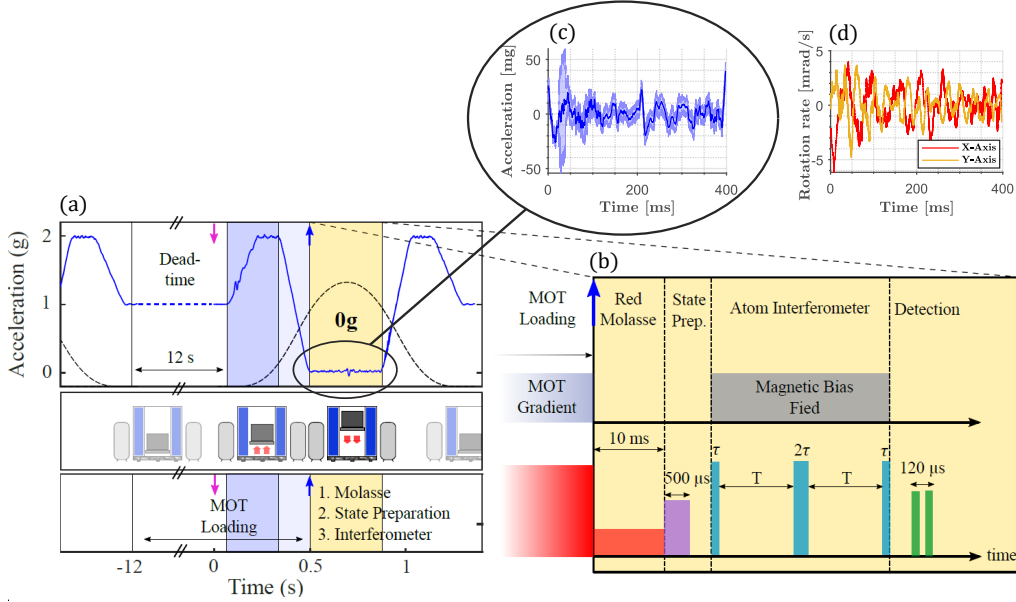 (c)
Acceleration [mg]
50
0
-50
0
200
400
Time [ms]
(d)
Rotation rate [mrad/s]
5
0
-5
X-Axis
Y-Axis
0
200
400
Time [ms]
(a)
Acceleration (g)
2
1
0
Dead-
time
12 s
0g
MOT
Loading
1. Molasse
2. State Preparation
3. Interferometer
-12
0
0.5
1
Time (s)
(b)
MOT
Loading
Red
Molasse
State
Prep.
Atom Interferometer
Detection
MOT
Gradient
Magnetic Bias
Fied
10 ms
500 µs
τ
2τ
τ
T
T
120 µs
time